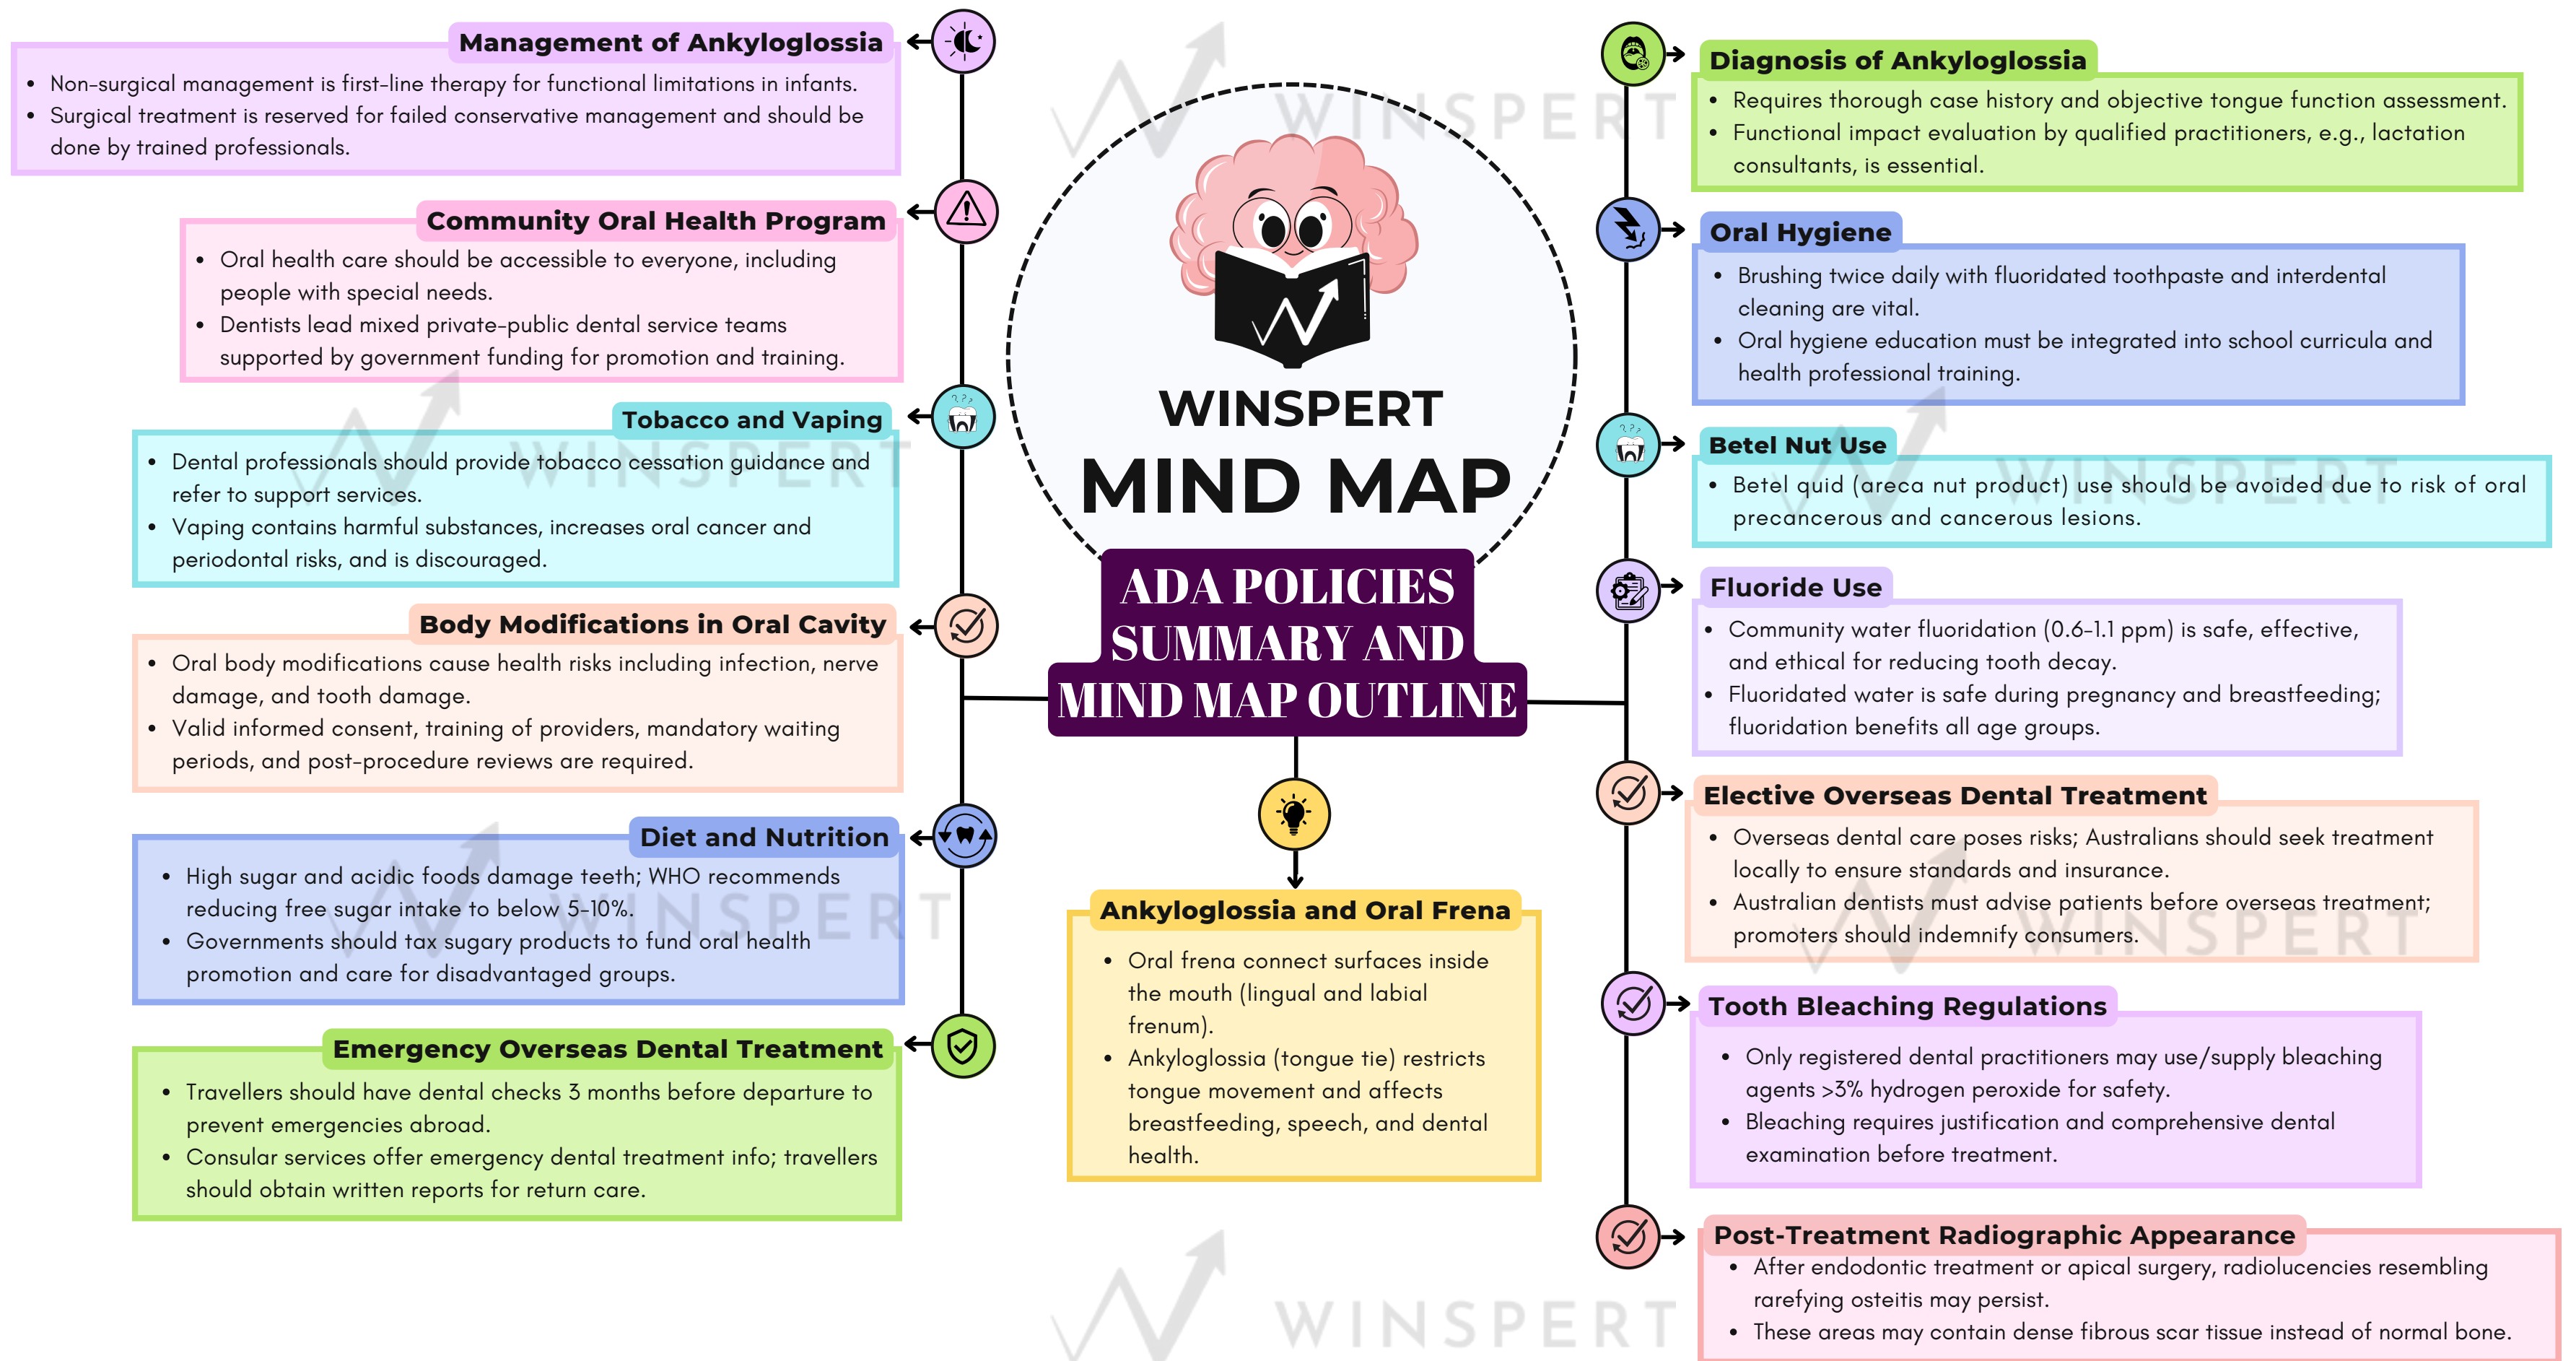 Management of Ankyloglossia
• Non-surgical management is first-line therapy for functional limitations in infants.
• Surgical treatment is reserved for failed conservative management and should be
done by trained professionals.
Community Oral Health Program
• Oral health care should be accessible to everyone, including
people with special needs.
• Dentists lead mixed private-public dental service teams
supported by government funding for promotion and training.
Tobacco and Vaping
• Dental professionals should provide tobacco cessation guidance and
refer to support services.
• Vaping contains harmful substances, increases oral cancer and
periodontal risks, and is discouraged.
Body Modifications in Oral Cavity
• Oral body modifications cause health risks including infection, nerve
damage, and tooth damage.
• Valid informed consent, training of providers, mandatory waiting
periods, and post-procedure reviews are required.
Diet and Nutrition
• High sugar and acidic foods damage teeth; WHO recommends
reducing free sugar intake to below 5-10%.
• Governments should tax sugary products to fund oral health
promotion and care for disadvantaged groups.
Emergency Overseas Dental Treatment
• Travellers should have dental checks 3 months before departure to
prevent emergencies abroad.
• Consular services offer emergency dental treatment info; travellers
should obtain written reports for return care.
WINSPERT
MIND MAP
ADA POLICIES
SUMMARY AND
MIND MAP OUTLINE
Ankyloglossia and Oral Frena
• Oral frena connect surfaces inside
the mouth (lingual and labial
frenum).
• Ankyloglossia (tongue tie) restricts
tongue movement and affects
breastfeeding, speech, and dental
health.
Diagnosis of Ankyloglossia
• Requires thorough case history and objective tongue function assessment.
• Functional impact evaluation by qualified practitioners, e.g., lactation
consultants, is essential.
Oral Hygiene
• Brushing twice daily with fluoridated toothpaste and interdental
cleaning are vital.
• Oral hygiene education must be integrated into school curricula and
health professional training.
Betel Nut Use
• Betel quid (areca nut product) use should be avoided due to risk of oral
precancerous and cancerous lesions.
Fluoride Use
• Community water fluoridation (0.6-1.1 ppm) is safe, effective,
and ethical for reducing tooth decay.
• Fluoridated water is safe during pregnancy and breastfeeding;
fluoridation benefits all age groups.
Elective Overseas Dental Treatment
• Overseas dental care poses risks; Australians should seek treatment
locally to ensure standards and insurance.
• Australian dentists must advise patients before overseas treatment;
promoters should indemnify consumers.
Tooth Bleaching Regulations
• Only registered dental practitioners may use/supply bleaching
agents >3% hydrogen peroxide for safety.
• Bleaching requires justification and comprehensive dental
examination before treatment.
Post-Treatment Radiographic Appearance
• After endodontic treatment or apical surgery, radiolucencies resembling
rarefying osteitis may persist.
• These areas may contain dense fibrous scar tissue instead of normal bone.
WINSPERT
WINSPERT
WINSPERT
WINSPERT
WINSPERT
WINSPERT